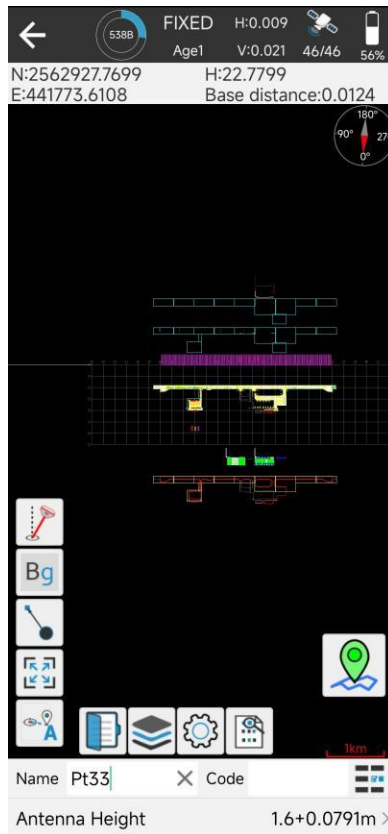 538B
FIXED H:0.009
Age1 V:0.021 46/46 56%
N:2562927.7699 H:22.7799
E:441773.6108 Base distance:0.0124
180°
90° 27
0°
Bg
A
1km
Name Pt33 Code
Antenna Height 1.6+0.0791m